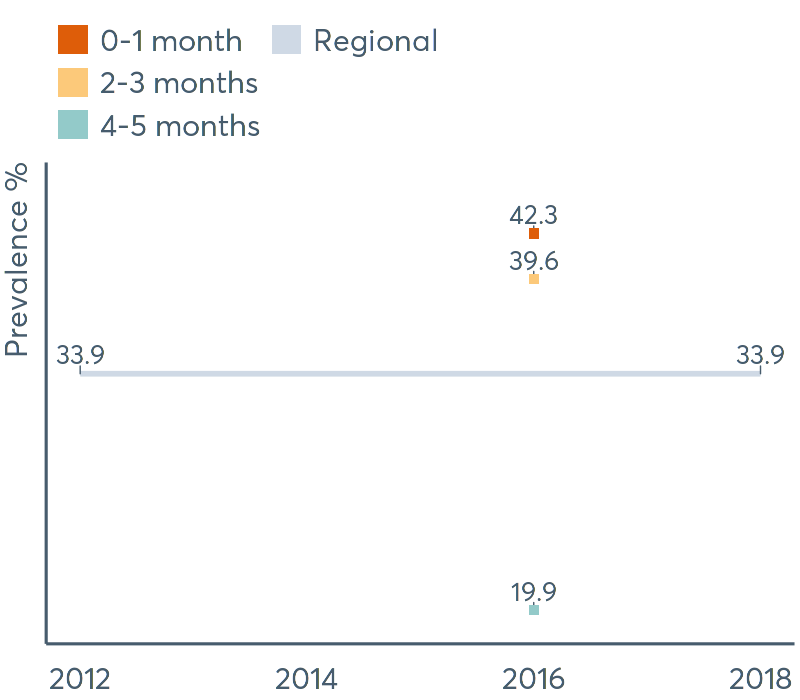 0-1 month
Regional
2-3 months
4-5 months
Prevalence %
42.3
39.6
33.9
33.9
19.9
2012
2014
2016
2018